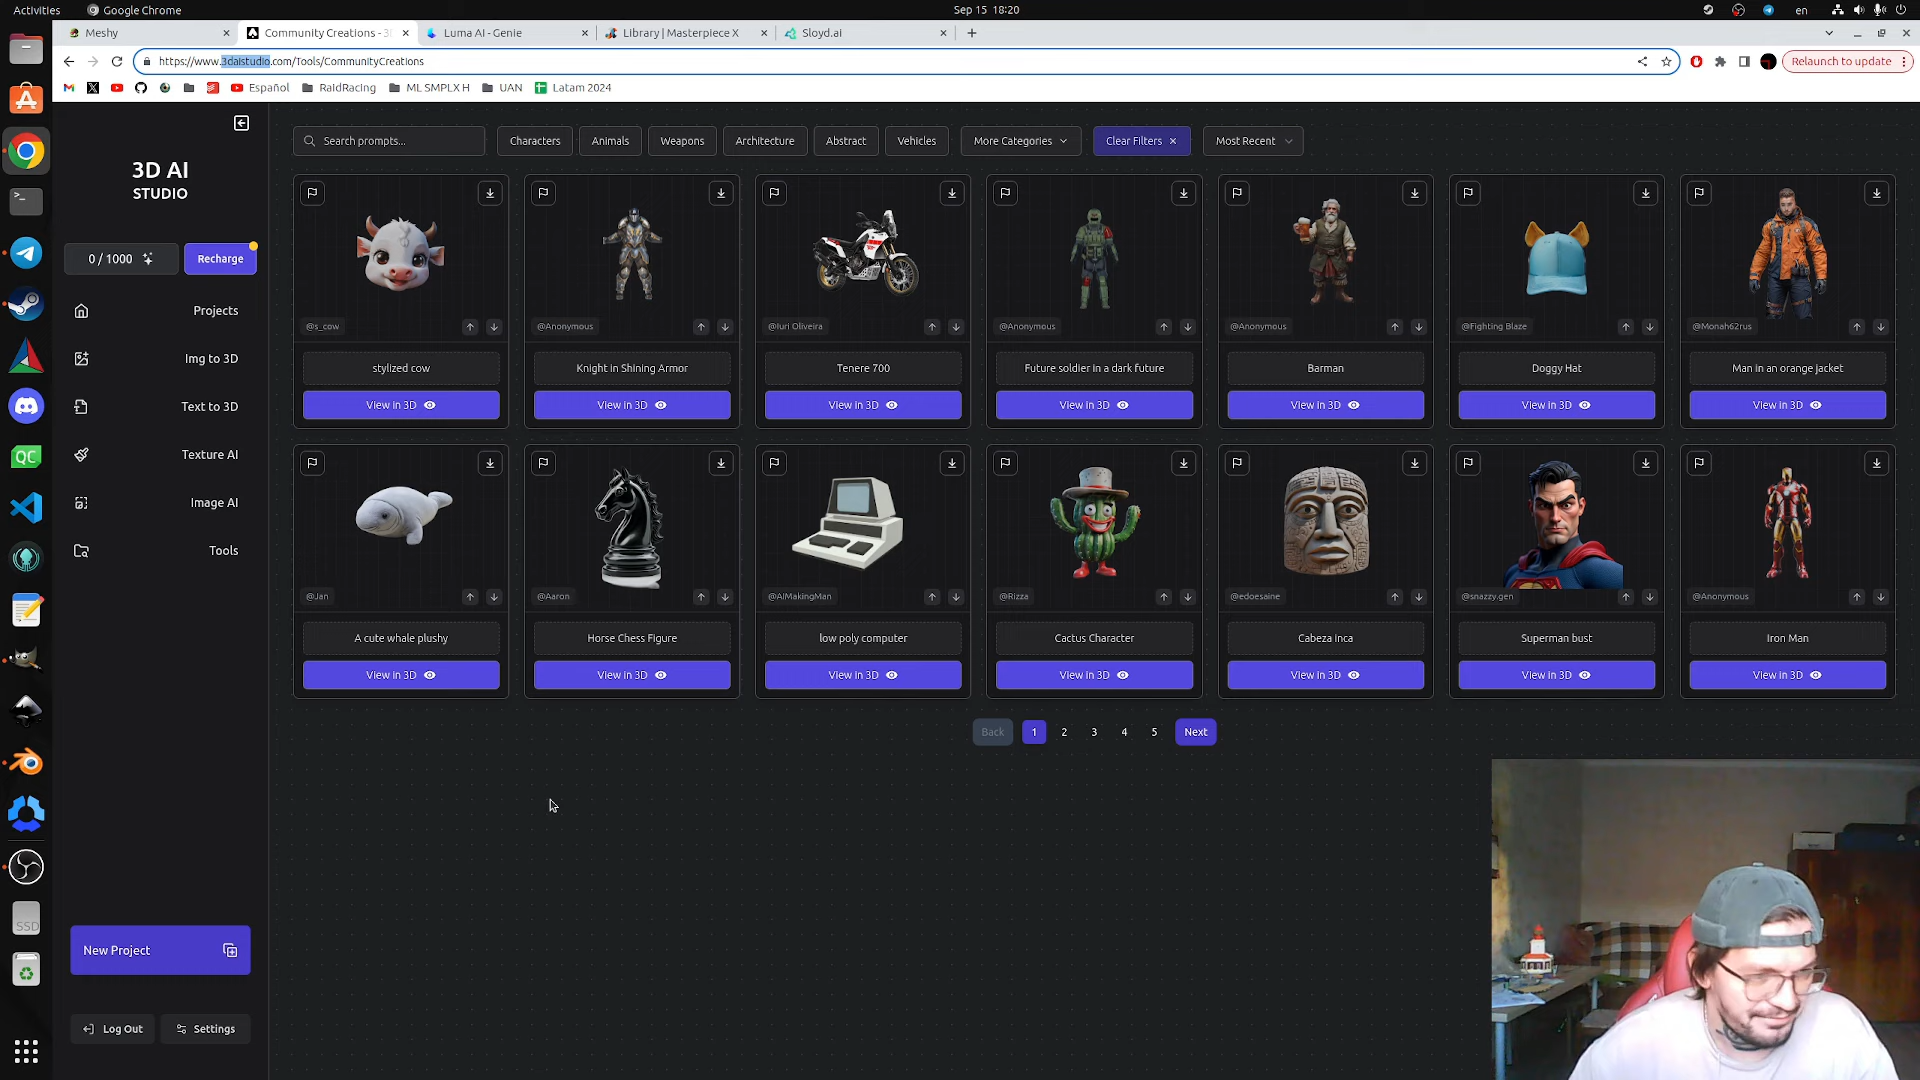 Activities
Google Chrome
Sep 15 18:20
en
Meshy
Community Creations - 3
Luma AI - Genie
Library | Masterpiece X
Sloyd.ai
https://www.3daistudio.com/Tools/CommunityCreations
Relaunch to update
Español
RaidRacing
ML SMPLX H
UAN
Latam 2024
3D AI
STUDIO
0 / 1000
Recharge
Projects
Img to 3D
Text to 3D
Texture AI
Image AI
Tools
New Project
Log Out
Settings
Search prompts...
Characters
Animals
Weapons
Architecture
Abstract
Vehicles
More Categories
Clear Filters
Most Recent
@s_cow
@Anonymous
@Iuri Oliveira
@Anonymous
@Anonymous
@Fighting Blaze
@Monah62rus
stylized cow
Knight in Shining Armor
Tenere 700
Future soldier in a dark future
Barman
Doggy Hat
Man in an orange jacket
View in 3D
View in 3D
View in 3D
View in 3D
View in 3D
View in 3D
View in 3D
@Jan
@Aaron
@AIMakingMan
@Rizza
@edoesaine
@snazzy.gen
@Anonymous
A cute whale plushy
Horse Chess Figure
low poly computer
Cactus Character
Cabeza Inca
Superman bust
Iron Man
View in 3D
View in 3D
View in 3D
View in 3D
View in 3D
View in 3D
View in 3D
Back
1
2
3
4
5
Next
QC
SSD